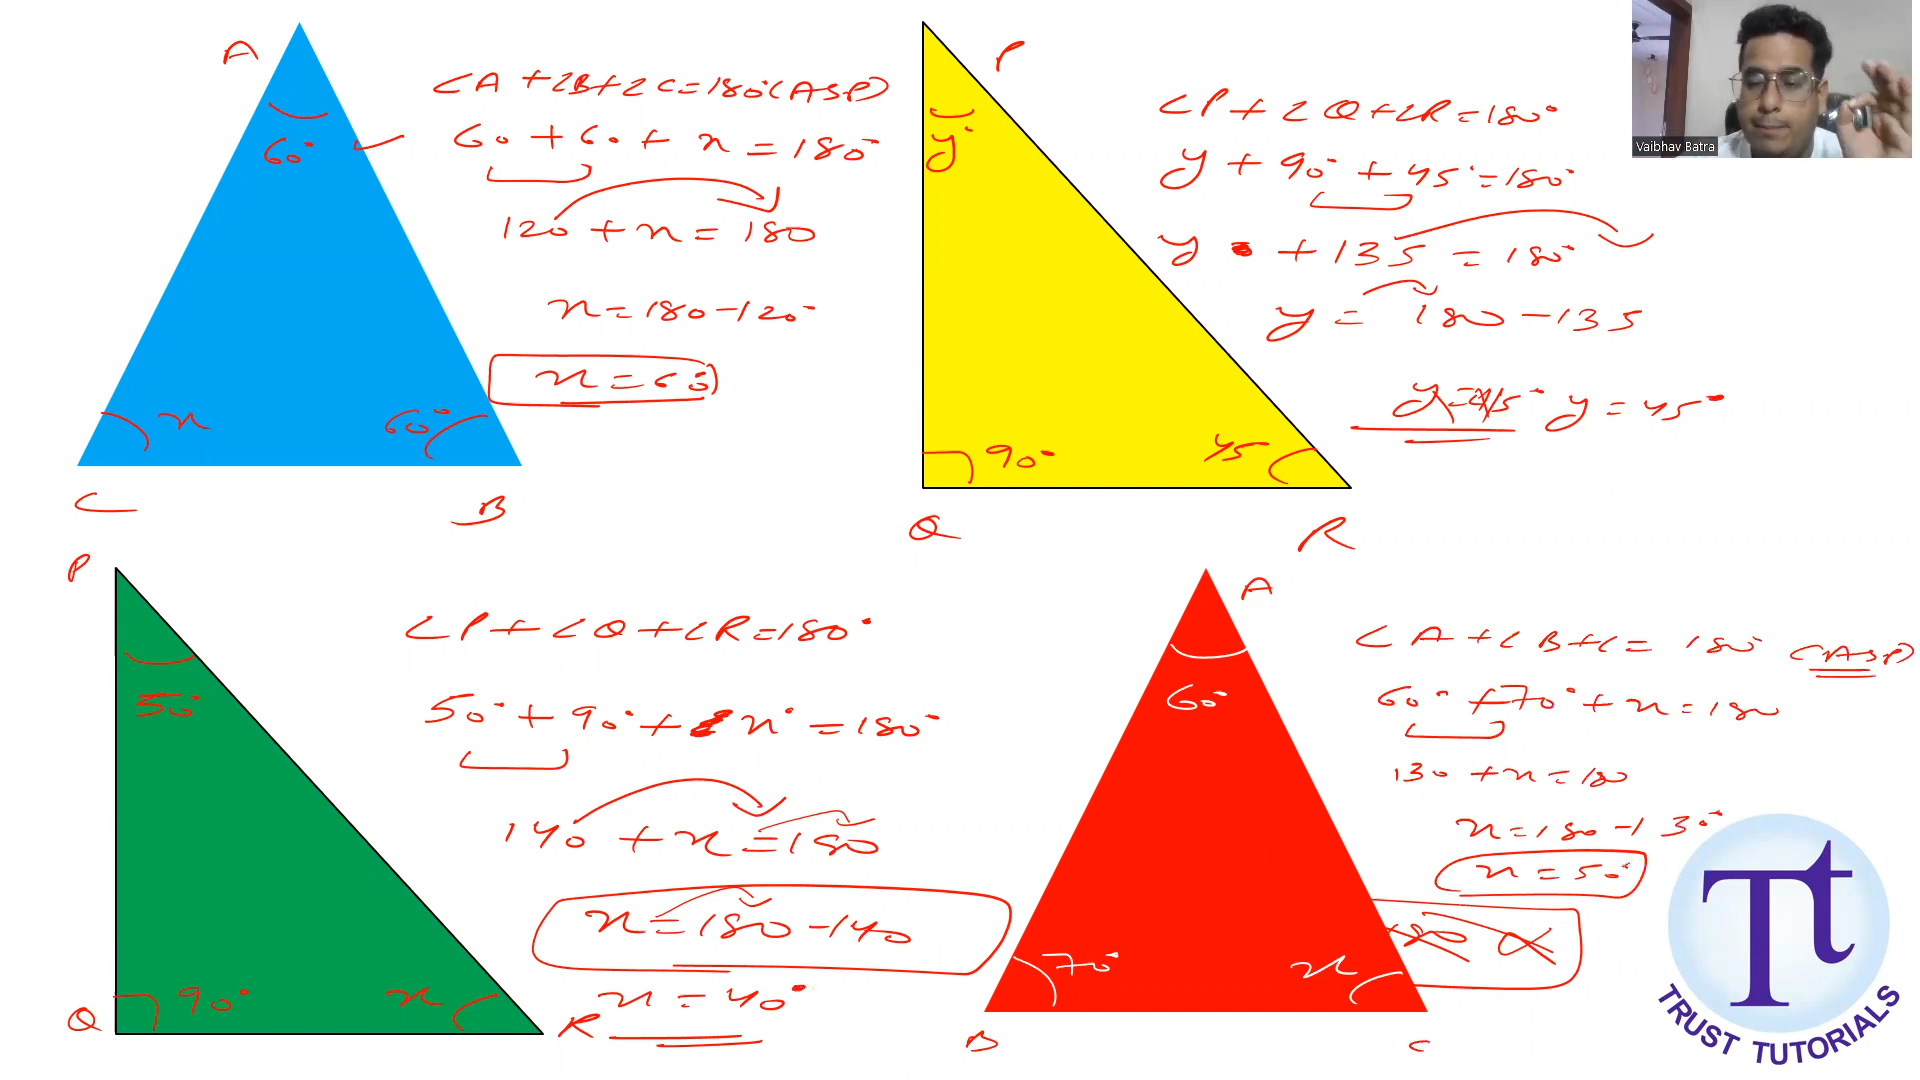 A
60°
x
60°
C
B
∠A + ∠B + ∠C = 180° (ASP)
60 + 60 + x = 180°
120 + x = 180
x = 180 - 120°
x = 60°
P
y°
90°
45
Q
R
∠P + ∠Q + ∠R = 180°
y + 90° + 45° = 180°
y + 135 = 180°
y = 180 - 135
y = 45° y = 45°
Vaibhav Batra
P
50°
Q
90°
x
R
∠P + ∠Q + ∠R = 180°
50° + 90° + x° = 180°
140 + x = 180
x = 180 - 140
x = 40°
A
60°
70°
x
B
C
∠A + ∠B + C = 180° (ASP)
60° + 70° + x = 180
130 + x = 180
x = 180 - 130°
x = 50°
Tt
TRUST TUTORIALS